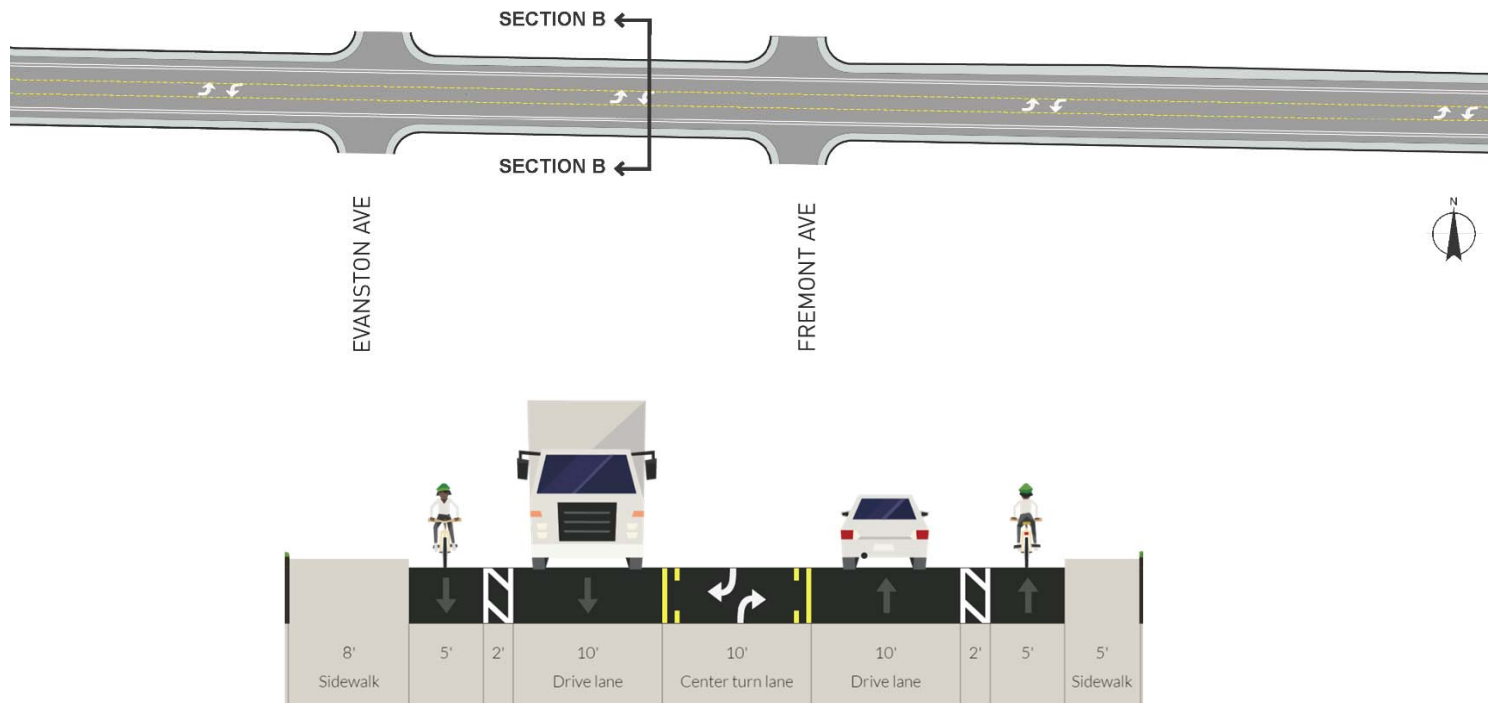 SECTION B
SECTION B
EVANSTON AVE
FREMONT AVE
N
8' 5' 2' 10' 10' 10' 2' 5' 5'
Sidewalk Drive lane Center turn lane Drive lane Sidewalk